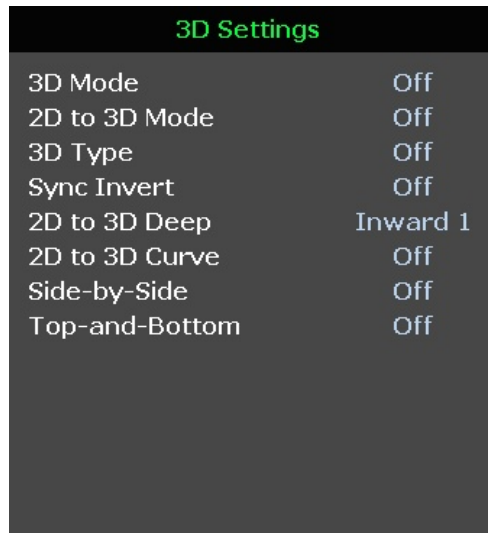 3D Settings
3D Mode Off
2D to 3D Mode Off
3D Type Off
Sync Invert Off
2D to 3D Deep Inward 1
2D to 3D Curve Off
Side-by-Side Off
Top-and-Bottom Off